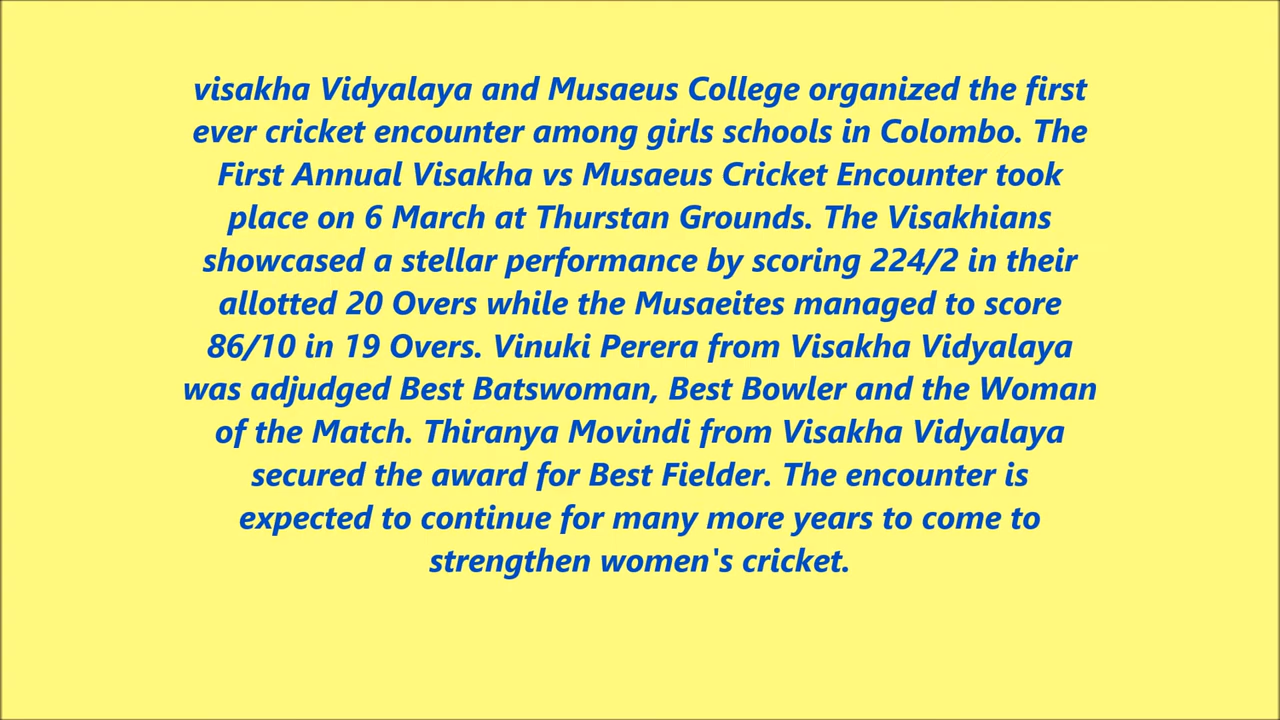 visakha Vidyalaya and Musaeus College organized the first
ever cricket encounter among girls schools in Colombo. The
First Annual Visakha vs Musaeus Cricket Encounter took
place on 6 March at Thurstan Grounds. The Visakhians
showcased a stellar performance by scoring 224/2 in their
allotted 20 Overs while the Musaeites managed to score
86/10 in 19 Overs. Vinuki Perera from Visakha Vidyalaya
was adjudged Best Batswoman, Best Bowler and the Woman
of the Match. Thiranya Movindi from Visakha Vidyalaya
secured the award for Best Fielder. The encounter is
expected to continue for many more years to come to
strengthen women's cricket.